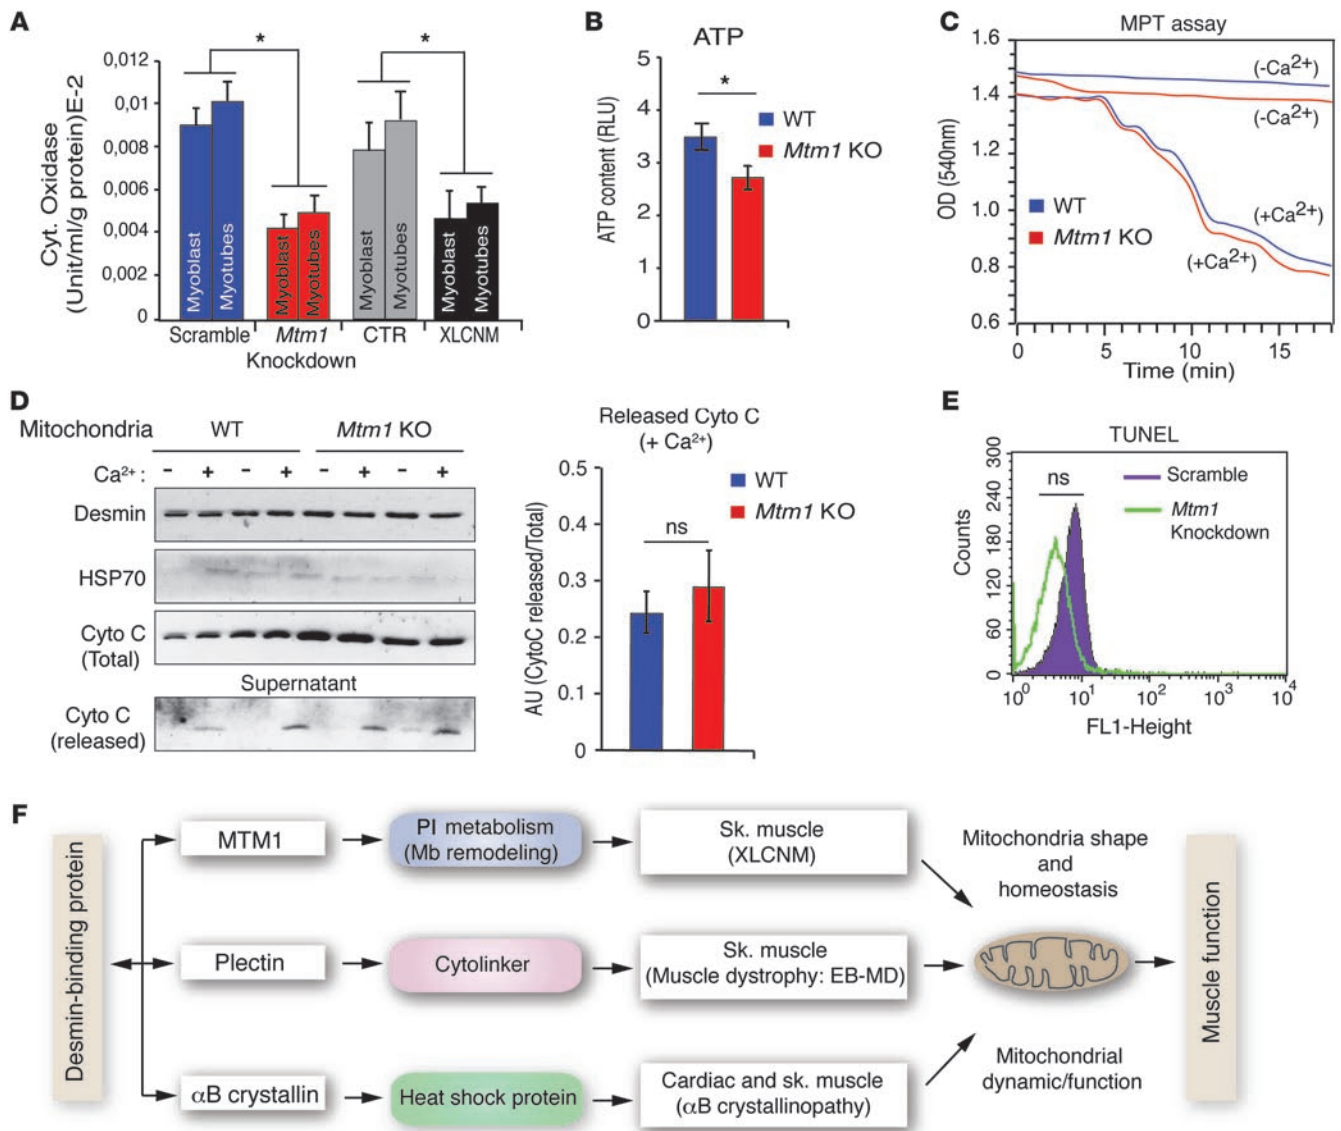 A
Cyt. Oxidase
(Unit/ml/g protein)E-2
0,012
0,01
0,008
0,006
0,004
0,002
0
*
*
Myoblast
Myotubes
Myoblast
Myotubes
Myoblast
Myotubes
Myoblast
Myotubes
Scramble
Mtm1
Knockdown
CTR
XLCNM
B
ATP
ATP content (RLU)
5
4
3
2
1
0
*
WT
Mtm1 KO
C
MPT assay
OD (540nm)
1.6
1.4
1.2
1.0
0.8
0.6
(-Ca2+)
(-Ca2+)
WT
Mtm1 KO
(+Ca2+)
(+Ca2+)
0
5
10
15
Time (min)
D
Mitochondria
WT
Mtm1 KO
Ca2+ :
- + - + - + - +
Desmin
HSP70
Cyto C
(Total)
Supernatant
Cyto C
(released)
Released Cyto C
(+ Ca2+)
AU (CytoC released/Total)
0.5
0.4
0.3
0.2
0.1
0
ns
WT
Mtm1 KO
E
TUNEL
Counts
300
240
180
120
60
0
ns
Scramble
Mtm1
Knockdown
10^0
10^1
10^2
10^3
10^4
FL1-Height
F
Desmin-binding protein
MTM1
PI metabolism
(Mb remodeling)
Sk. muscle
(XLCNM)
Plectin
Cytolinker
Sk. muscle
(Muscle dystrophy: EB-MD)
αB crystallin
Heat shock protein
Cardiac and sk. muscle
(αB crystallinopathy)
Mitochondria shape
and
homeostasis
Mitochondrial
dynamic/function
Muscle function